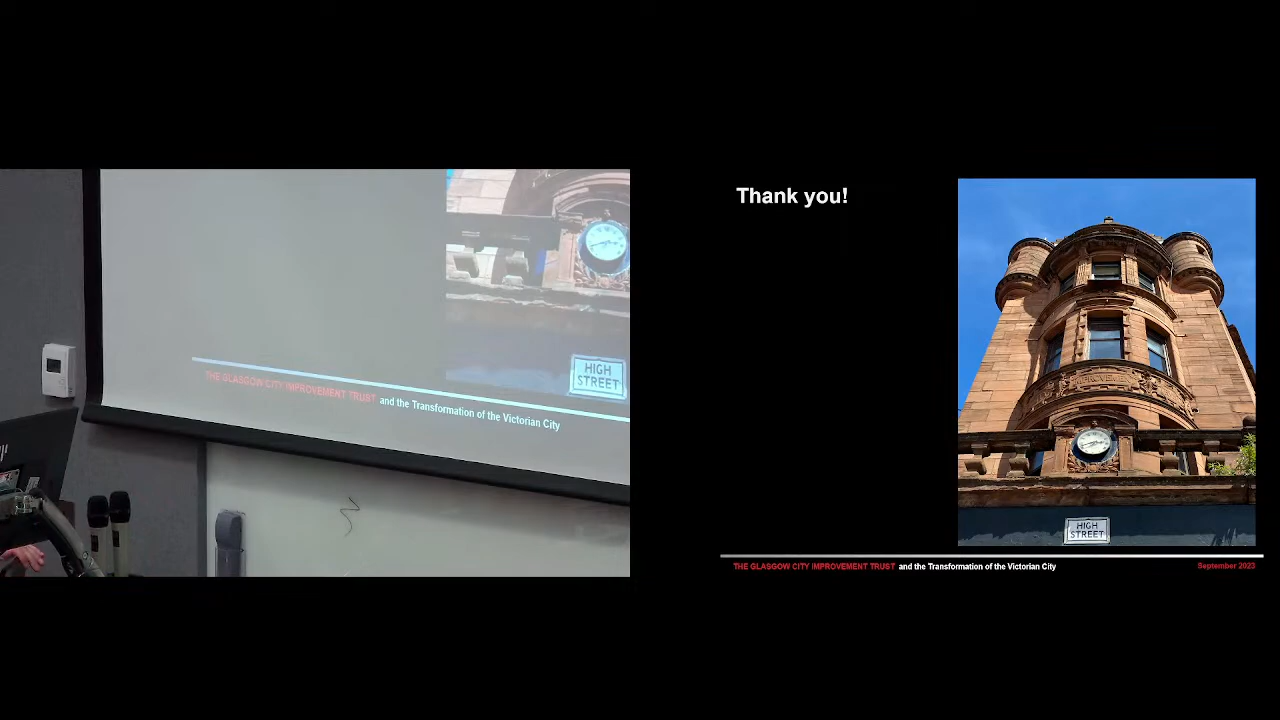 HIGH
STREET
THE GLASGOW CITY IMPROVEMENT TRUST and the Transformation of the Victorian City
Thank you!
HIGH
STREET
THE GLASGOW CITY IMPROVEMENT TRUST and the Transformation of the Victorian City
September 2023